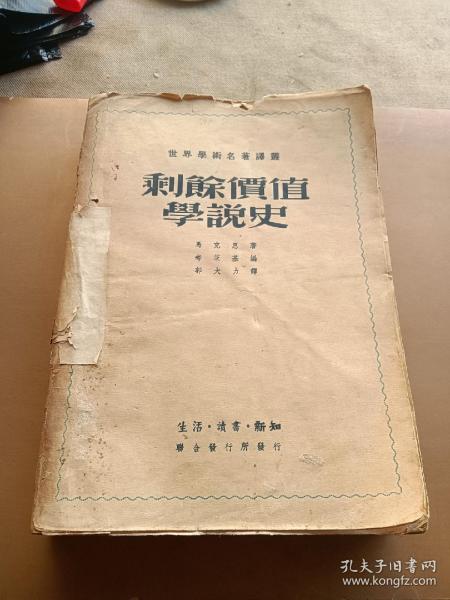 世界學術名著譯叢
剩餘價值
學説史
馬克思著
考茨基編
郭大力譯
生活·讀書·新知
聯合發行所發行
孔夫子旧书网
www.kongfz.com